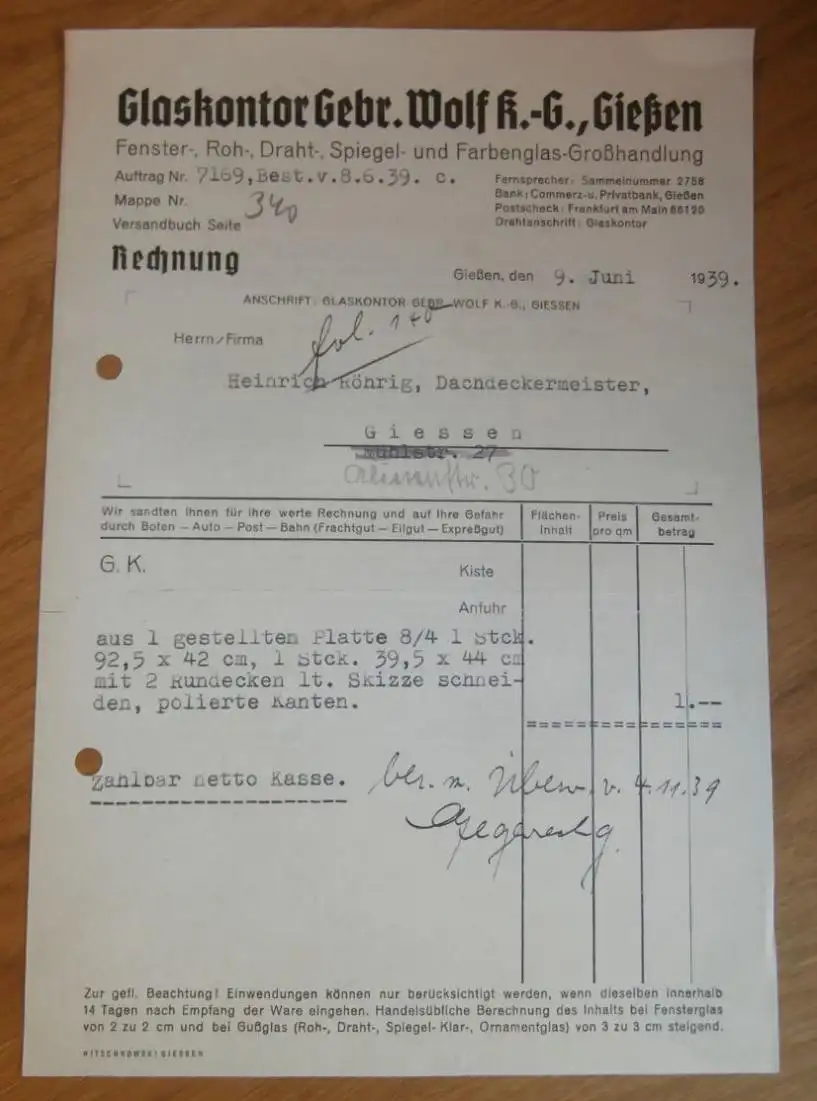 Glaskontor Gebr. Wolf K.-G., Gießen
Fenster-, Roh-, Draht-, Spiegel- und Farbenglas-Großhandlung
Auftrag Nr. 7169,Best.v.8.6.39. c.
Mappe Nr. 340
Versandbuch Seite
Fernsprecher: Sammelnummer 2758
Bank: Commerz-u. Privatbank, Gießen
Postscheck: Frankfurt am Main 86120
Drahtanschrift: Glaskontor
Rechnung
Gießen, den 9. Juni 1939.
ANSCHRIFT: GLASKONTOR GEBR. WOLF K.-G., GIESSEN
fol. 140
Herrn/Firma
Heinrich Röhrig, Dachdeckermeister,
Giessen
Mühlstr. 27
30
Wir sandten Ihnen für Ihre werte Rechnung und auf Ihre Gefahr
durch Boten – Auto – Post – Bahn (Frachtgut – Eilgut – Expreßgut)
Flächen-Inhalt
Preis pro qm
Gesamt-betrag
G. K.
Kiste
Anfuhr
aus 1 gestellten Platte 8/4 1 Stck.
92,5 x 42 cm, 1 Stck. 39,5 x 44 cm
mit 2 Rundecken lt. Skizze schnei-
den, polierte Kanten. 1.--
Zahlbar netto Kasse.
v. 4.11.39
Zur gefl. Beachtung! Einwendungen können nur berücksichtigt werden, wenn dieselben innerhalb
14 Tagen nach Empfang der Ware eingehen. Handelsübliche Berechnung des Inhalts bei Fensterglas
von 2 zu 2 cm und bei Gußglas (Roh-, Draht-, Spiegel- Klar-, Ornamentglas) von 3 zu 3 cm steigend.
NITSCHKOWSKI GIESSEN